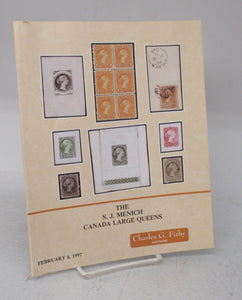 THE
S. J. MENICH
CANADA LARGE QUEENS
Charles G. Firby
AUCTIONS
FEBRUARY 6, 1997